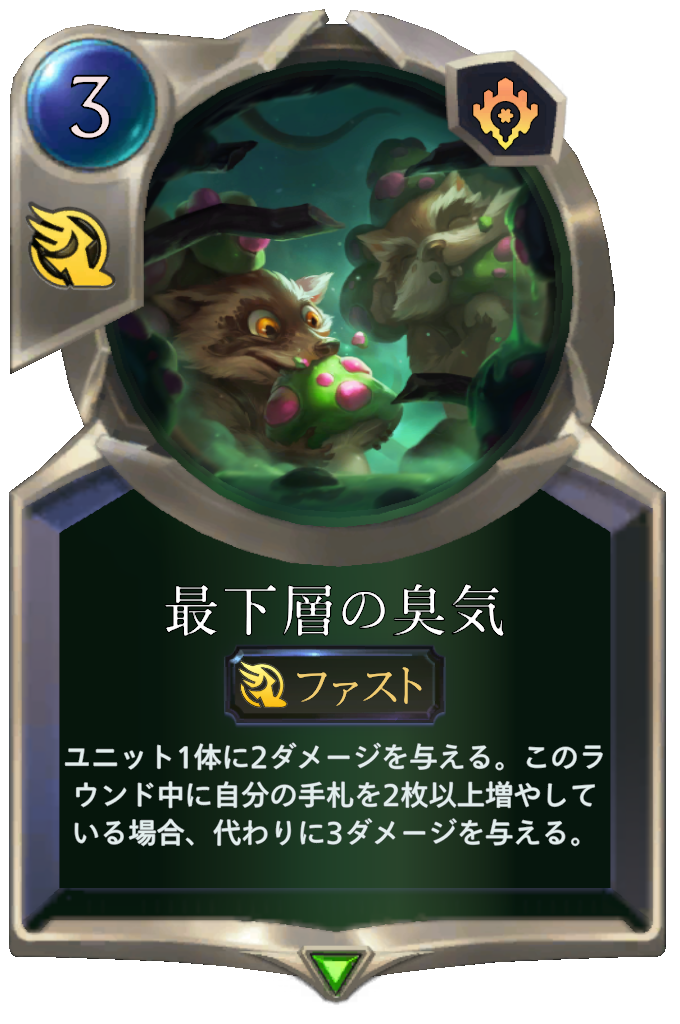 3
最下層の臭気
ファスト
ユニット1体に2ダメージを与える。このラ
ウンド中に自分の手札を2枚以上増やして
いる場合、代わりに3ダメージを与える。